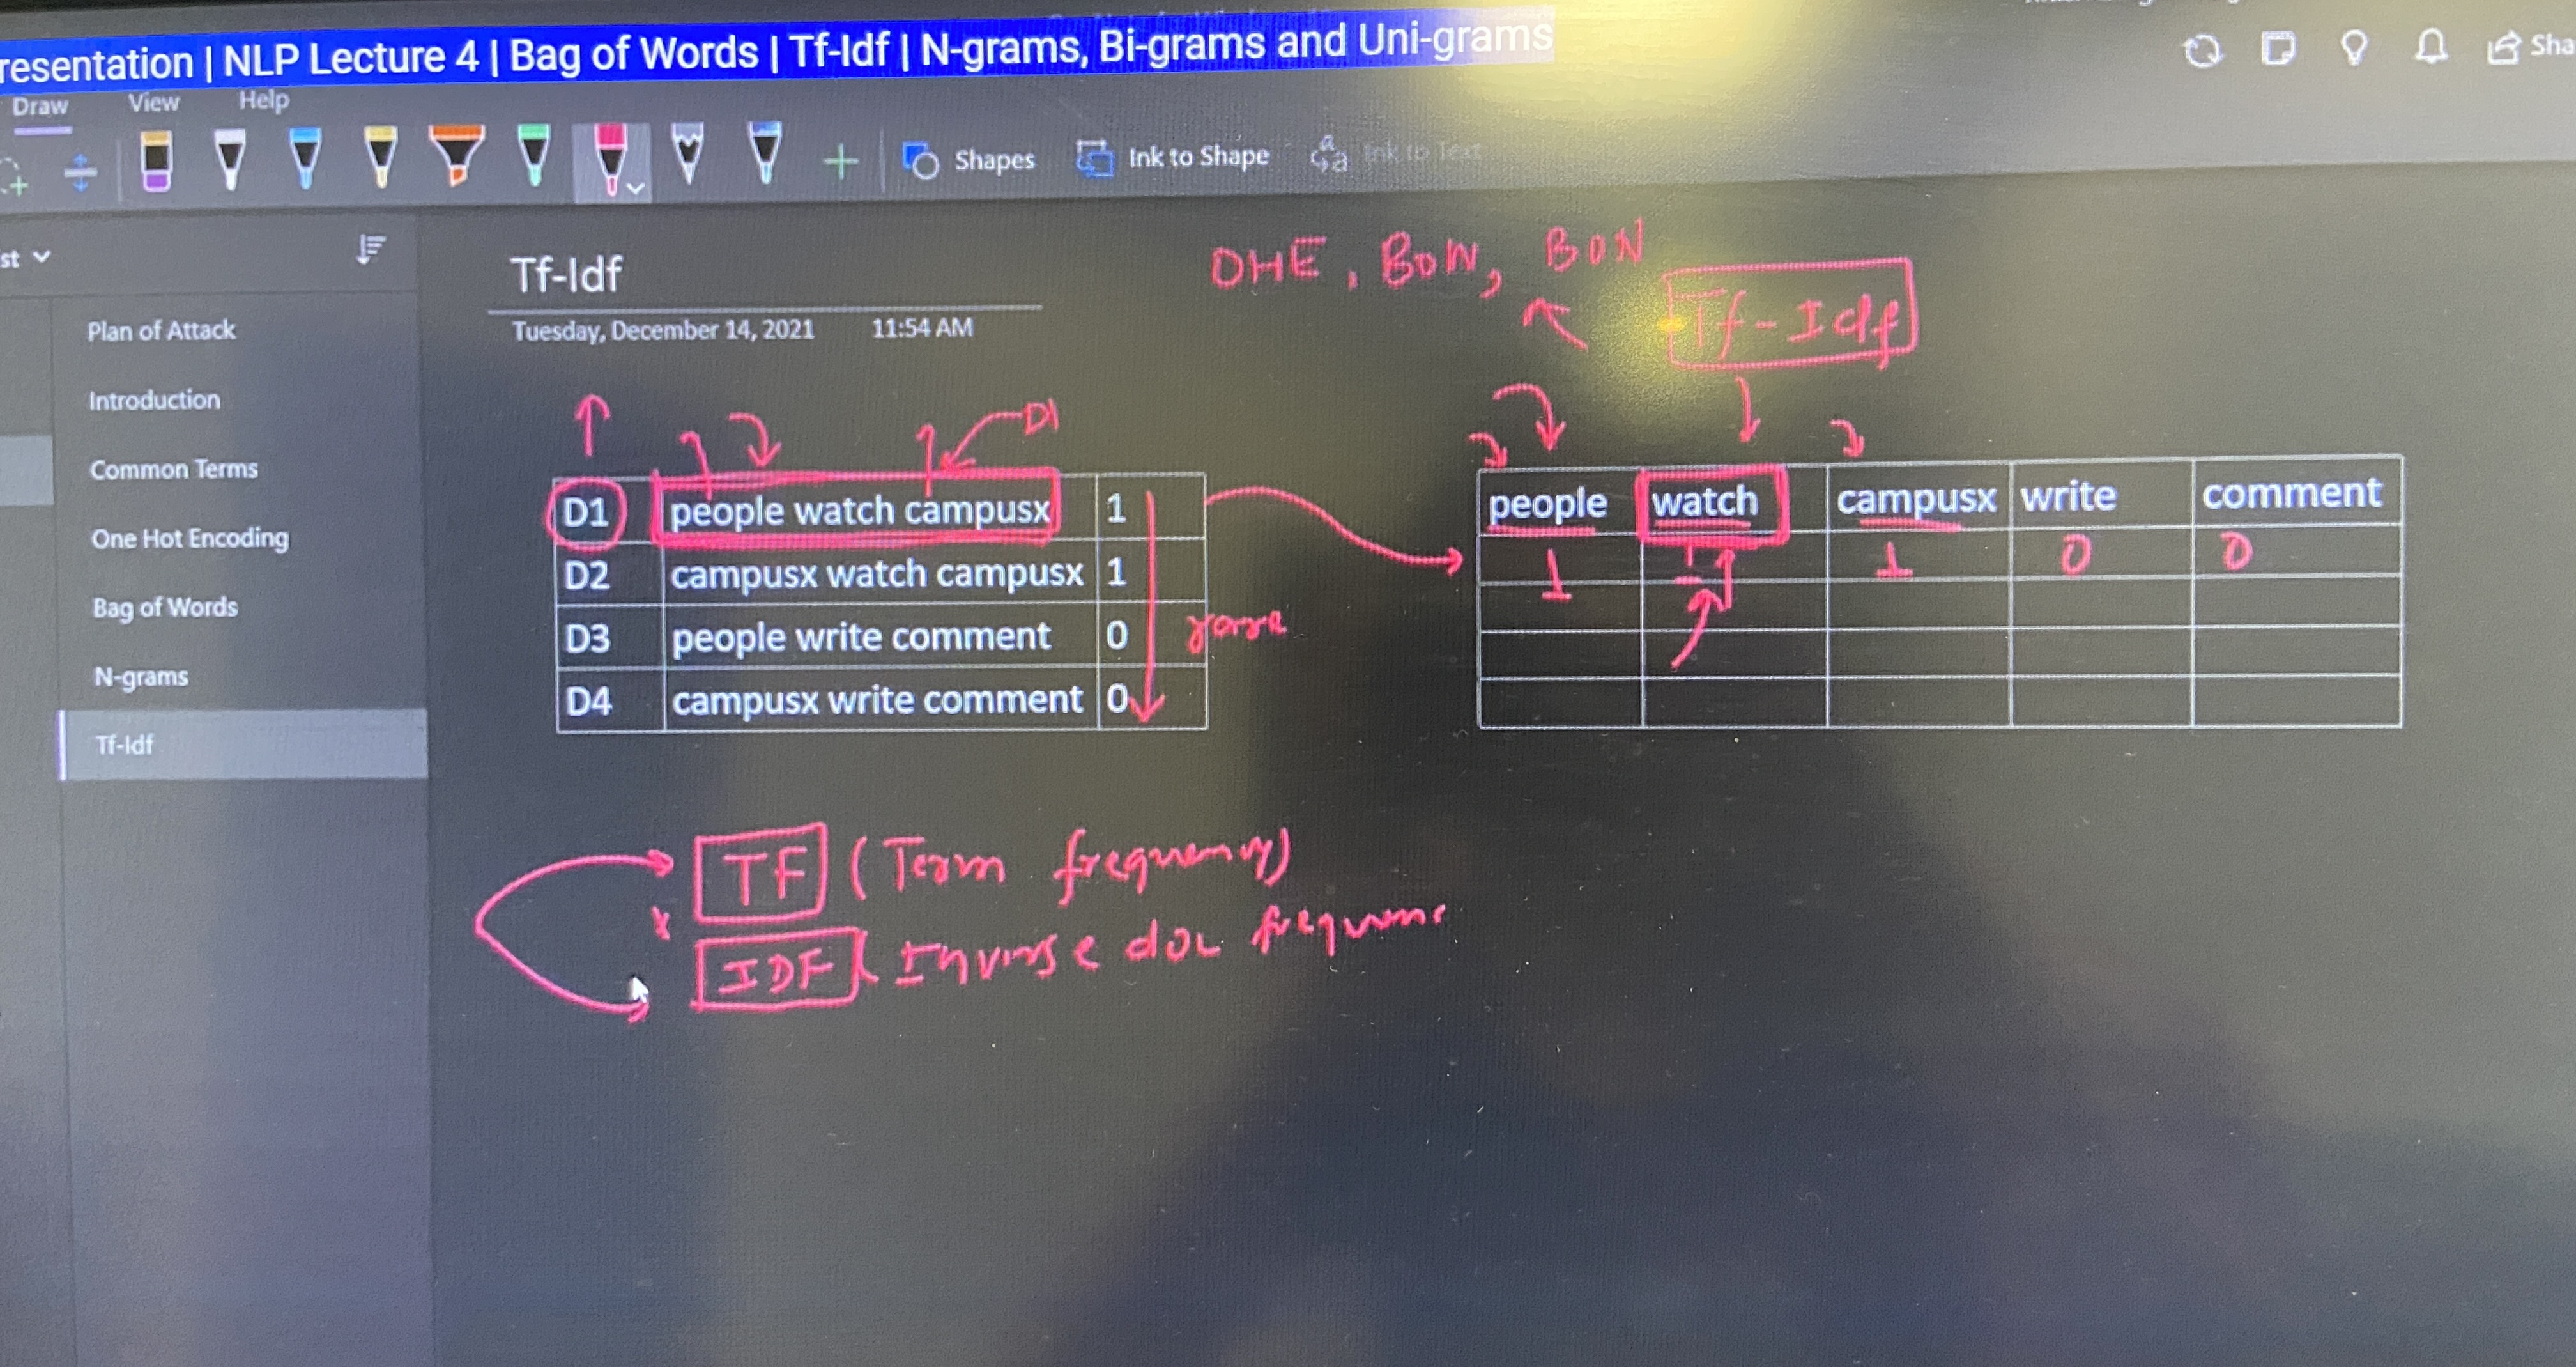 resentation | NLP Lecture 4 | Bag of Words | Tf-Idf | N-grams, Bi-grams and Uni-grams
Sha
Draw View Help
Shapes Ink to Shape Ink to Text
st
Plan of Attack
Introduction
Common Terms
One Hot Encoding
Bag of Words
N-grams
Tf-Idf
Tf-Idf
Tuesday, December 14, 2021 11:54 AM
OHE, BOW, BON
Tf-Idf
D1
D1 people watch campusx 1
D2 campusx watch campusx 1
D3 people write comment 0
D4 campusx write comment 0
people watch campusx write comment
1 1 1 0 0
TF (Term frequency)
x
IDF ( Inverse doc frequenc